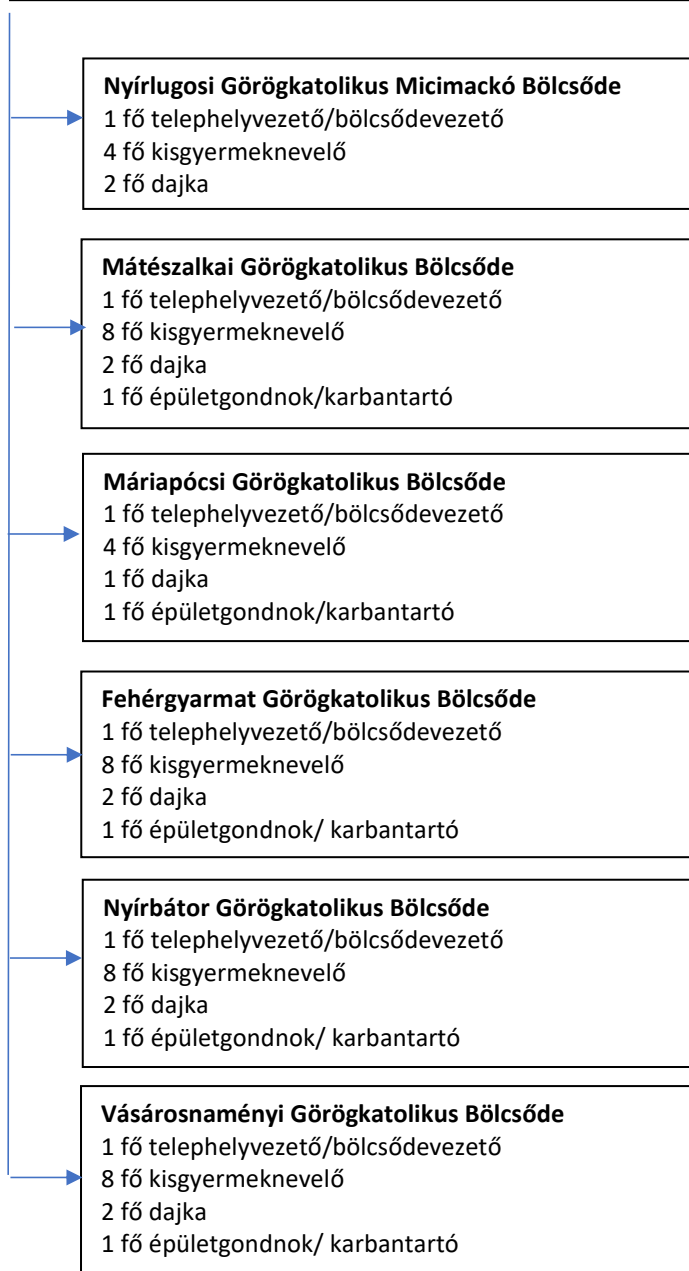 Nyírlugosi Görögkatolikus Micimackó Bölcsőde
1 fő telephelyvezető/bölcsődevezető
4 fő kisgyermeknevelő
2 fő dajka
Mátészalkai Görögkatolikus Bölcsőde
1 fő telephelyvezető/bölcsődevezető
8 fő kisgyermeknevelő
2 fő dajka
1 fő épületgondnok/karbantartó
Máriapócsi Görögkatolikus Bölcsőde
1 fő telephelyvezető/bölcsődevezető
4 fő kisgyermeknevelő
1 fő dajka
1 fő épületgondnok/karbantartó
Fehérgyarmat Görögkatolikus Bölcsőde
1 fő telephelyvezető/bölcsődevezető
8 fő kisgyermeknevelő
2 fő dajka
1 fő épületgondnok/ karbantartó
Nyírbátor Görögkatolikus Bölcsőde
1 fő telephelyvezető/bölcsődevezető
8 fő kisgyermeknevelő
2 fő dajka
1 fő épületgondnok/ karbantartó
Vásárosnaményi Görögkatolikus Bölcsőde
1 fő telephelyvezető/bölcsődevezető
8 fő kisgyermeknevelő
2 fő dajka
1 fő épületgondnok/ karbantartó